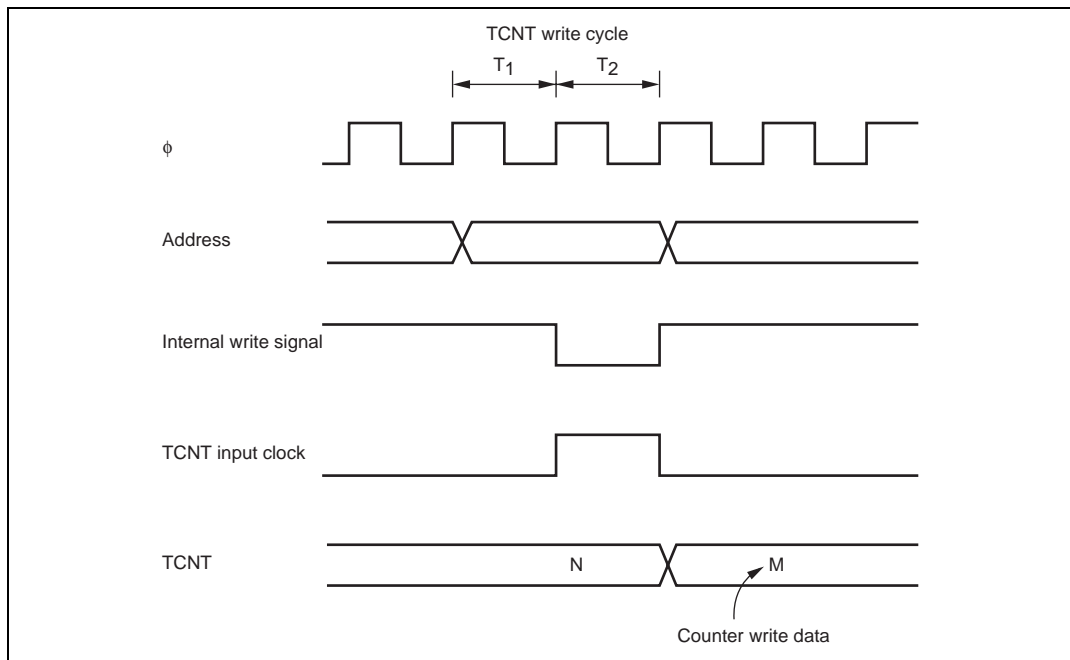 TCNT write cycle
T1 T2
ϕ
Address
Internal write signal
TCNT input clock
TCNT
N M
Counter write data